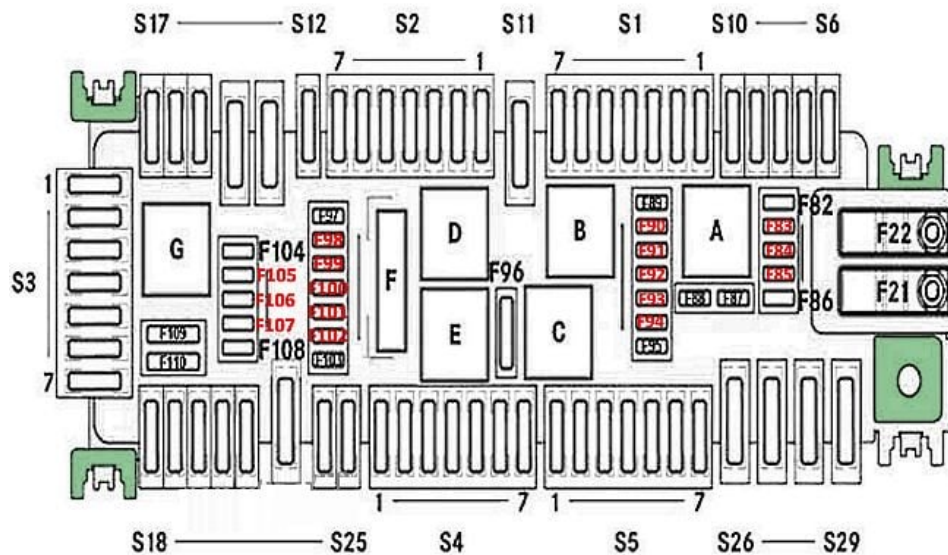 S17 S12 S2 S11 S1 S10 S6
7 1 7 1
1
S3
7
G
F104
F105
F106
F107
F108
F109
F110
F97
F98
F99
F100
F101
F102
F103
F
D
E
F96
B
C
F89
F90
F91
F92
F93
F94
F95
A
F88 F87
F82
F83
F84
F85
F86
F22
F21
1 7 1 7
S18 S25 S4 S5 S26 S29